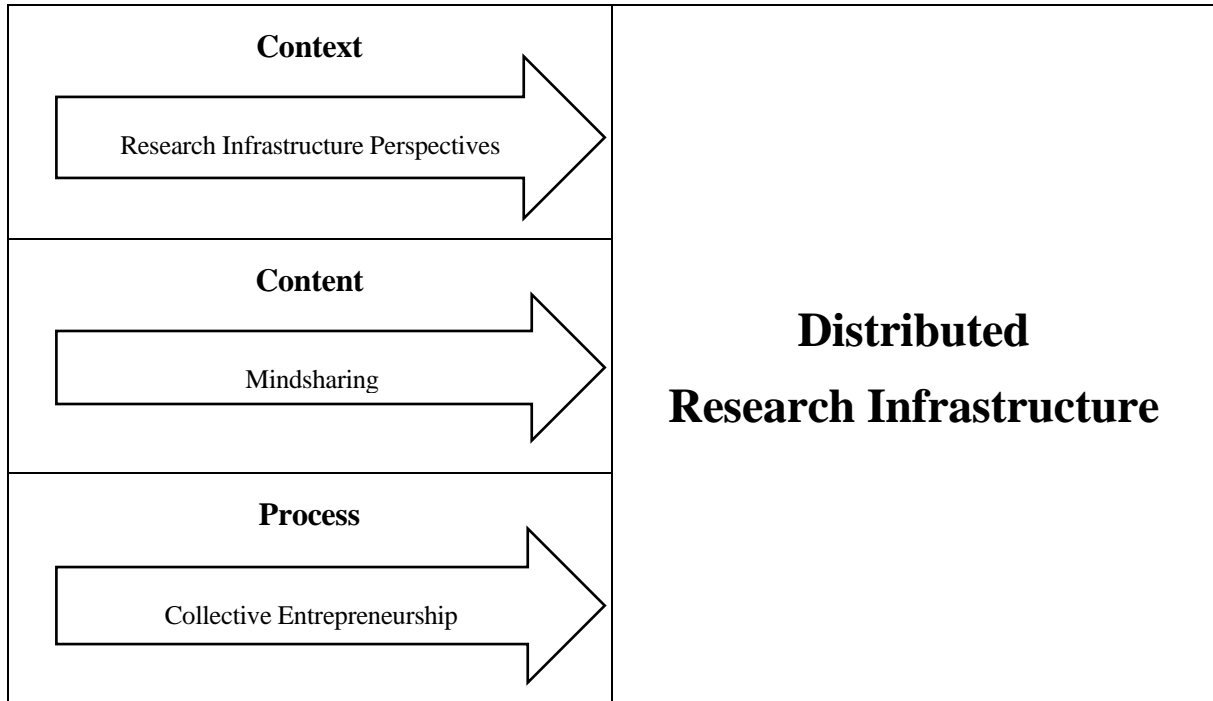 Context
Research Infrastructure Perspectives
Content
Mindsharing
Process
Collective Entrepreneurship
Distributed
Research Infrastructure